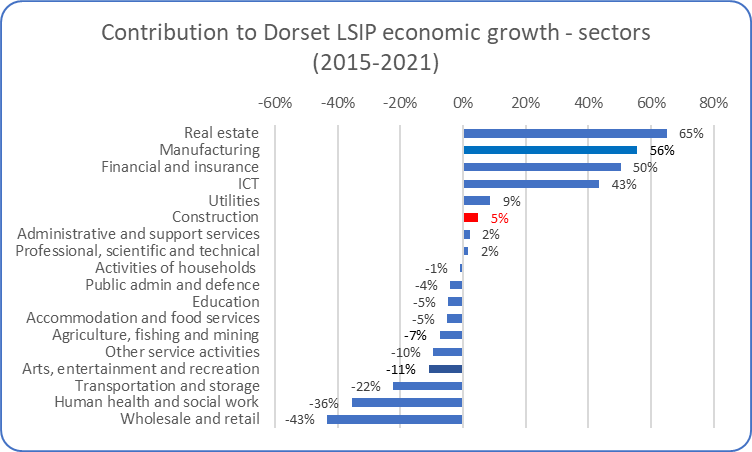 Contribution to Dorset LSIP economic growth - sectors
(2015-2021)
-60% -40% -20% 0% 20% 40% 60% 80%
Real estate 65%
Manufacturing 56%
Financial and insurance 50%
ICT 43%
Utilities 9%
Construction 5%
Administrative and support services 2%
Professional, scientific and technical 2%
Activities of households -1%
Public admin and defence -4%
Education -5%
Accommodation and food services -5%
Agriculture, fishing and mining -7%
Other service activities -10%
Arts, entertainment and recreation -11%
Transportation and storage -22%
Human health and social work -36%
Wholesale and retail -43%